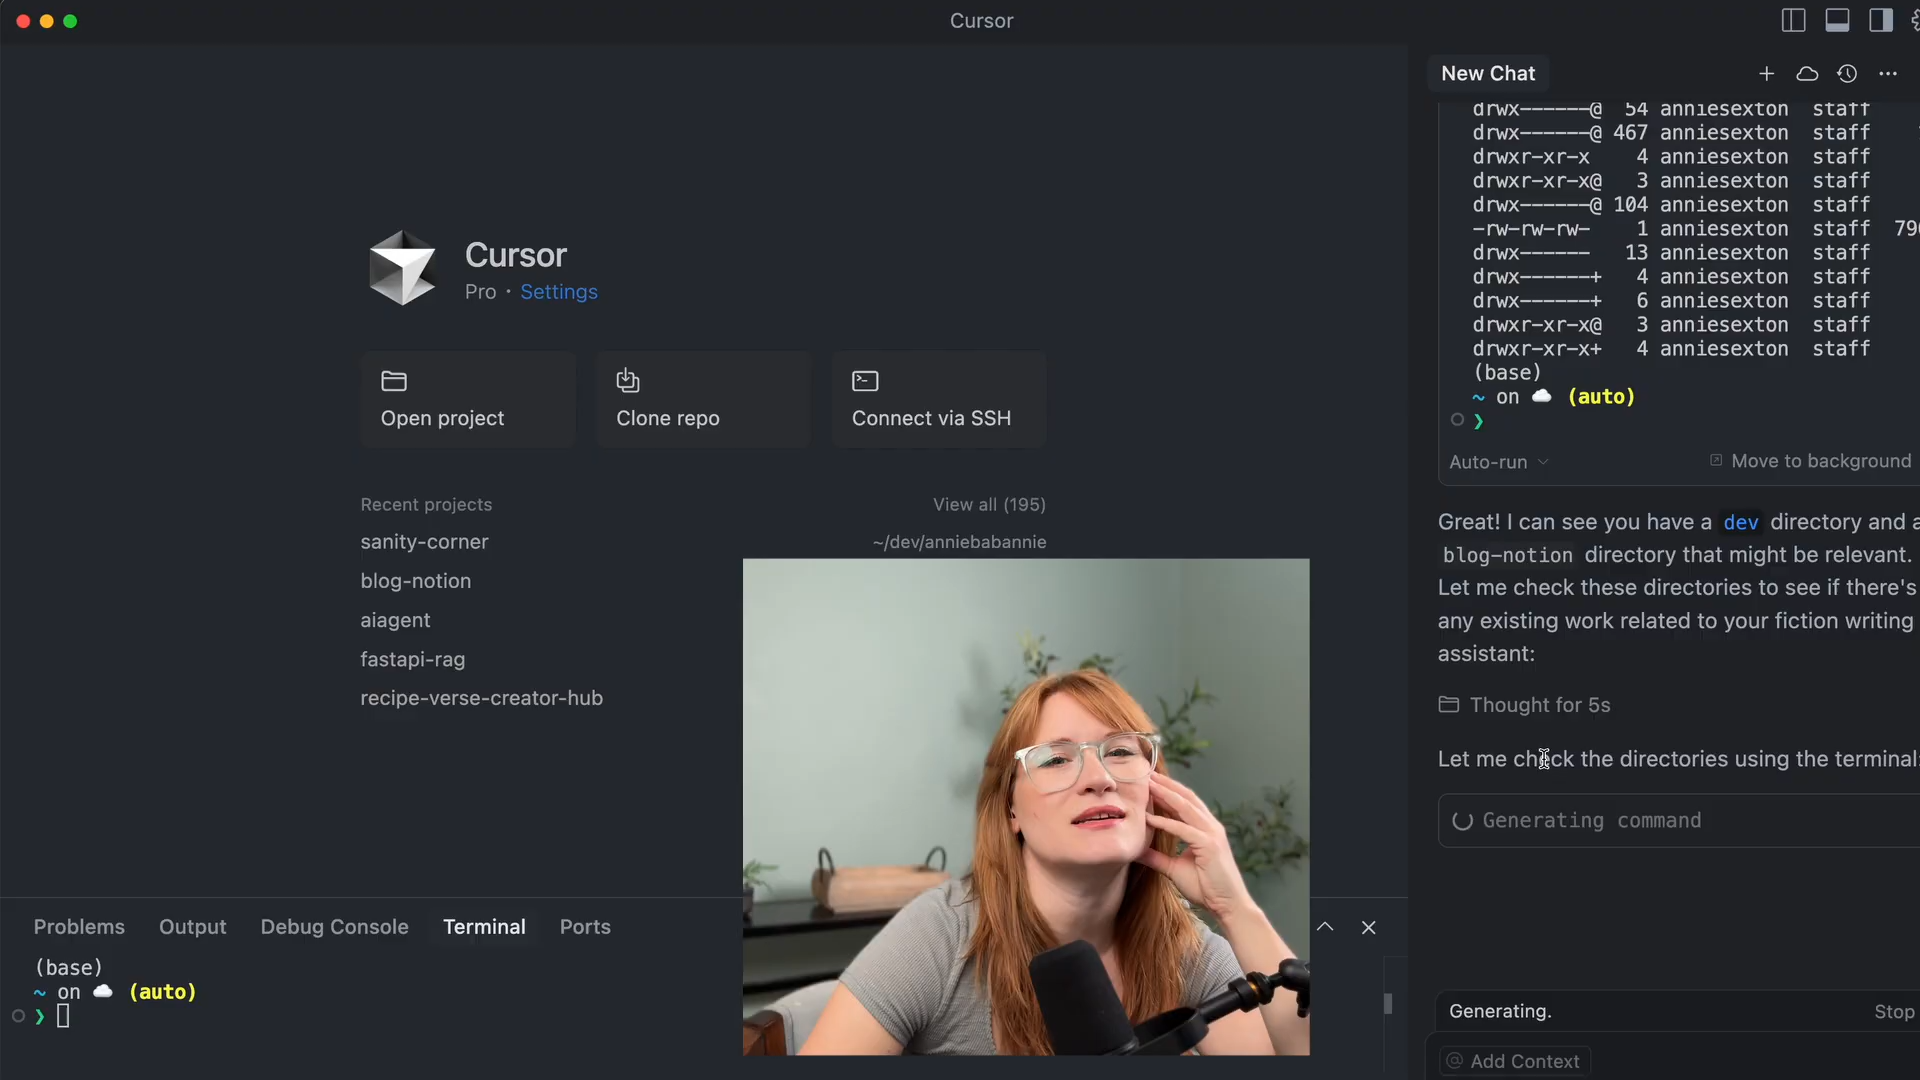 Cursor
New Chat
drwx------@ 54 anniesexton staff
drwx------@ 467 anniesexton staff
drwxr-xr-x 4 anniesexton staff
drwxr-xr-x@ 3 anniesexton staff
drwx------@ 104 anniesexton staff
-rw-rw-rw- 1 anniesexton staff
drwx------ 13 anniesexton staff
drwx------+ 4 anniesexton staff
drwx------+ 6 anniesexton staff
drwxr-xr-x@ 3 anniesexton staff
drwxr-xr-x+ 4 anniesexton staff
(base)
~ on ☁️ (auto)
❯
Auto-run
Move to background
Great! I can see you have a dev directory and a
blog-notion directory that might be relevant.
Let me check these directories to see if there's
any existing work related to your fiction writing
assistant:
Thought for 5s
Let me check the directories using the terminal:
Generating command
Generating.
Stop
@ Add Context
Cursor
Pro • Settings
Open project
Clone repo
Connect via SSH
Recent projects
View all (195)
sanity-corner
~/dev/anniebabannie
blog-notion
aiagent
fastapi-rag
recipe-verse-creator-hub
Problems
Output
Debug Console
Terminal
Ports
(base)
~ on ☁️ (auto)
❯